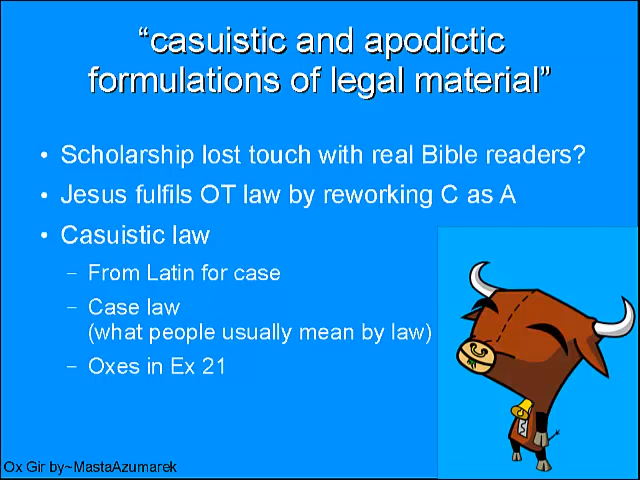 “casuistic and apodictic
formulations of legal material”
• Scholarship lost touch with real Bible readers?
• Jesus fulfils OT law by reworking C as A
• Casuistic law
– From Latin for case
– Case law
(what people usually mean by law)
– Oxes in Ex 21
Ox Gir by~MastaAzumarek